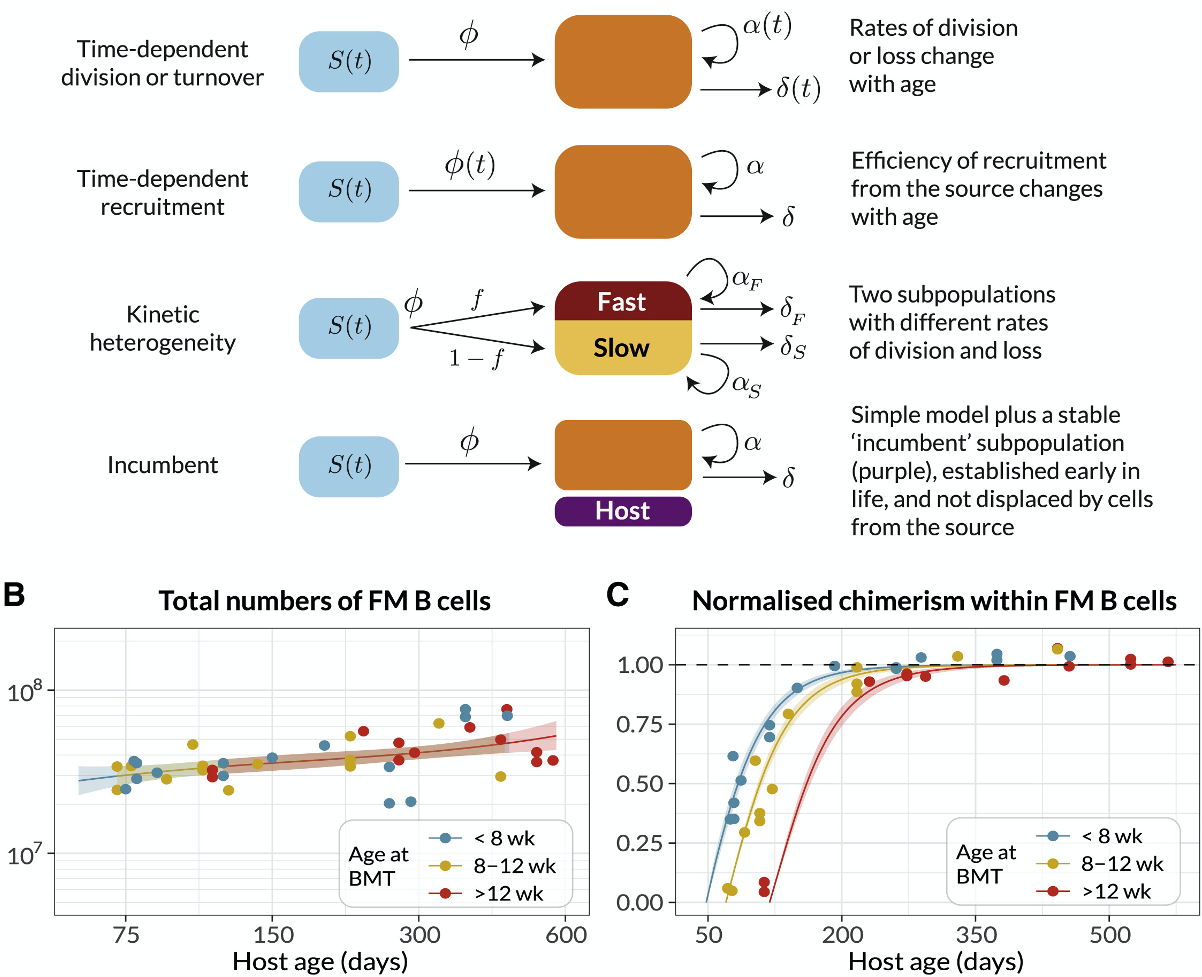 Time-dependent
division or turnover
S(t)
ϕ
α(t)
δ(t)
Rates of division
or loss change
with age
Time-dependent
recruitment
S(t)
ϕ(t)
α
δ
Efficiency of recruitment
from the source changes
with age
Kinetic
heterogeneity
S(t)
ϕ
f
1 − f
Fast
Slow
α_F
δ_F
δ_S
α_S
Two subpopulations
with different rates
of division and loss
Incumbent
S(t)
ϕ
α
δ
Host
Simple model plus a stable
‘incumbent’ subpopulation
(purple), established early in
life, and not displaced by cells
from the source
B
Total numbers of FM B cells
10⁸
10⁷
Age at
BMT
< 8 wk
8−12 wk
>12 wk
75 150 300 600
Host age (days)
C
Normalised chimerism within FM B cells
1.00
0.75
0.50
0.25
0.00
Age at
BMT
< 8 wk
8−12 wk
>12 wk
50 200 350 500
Host age (days)